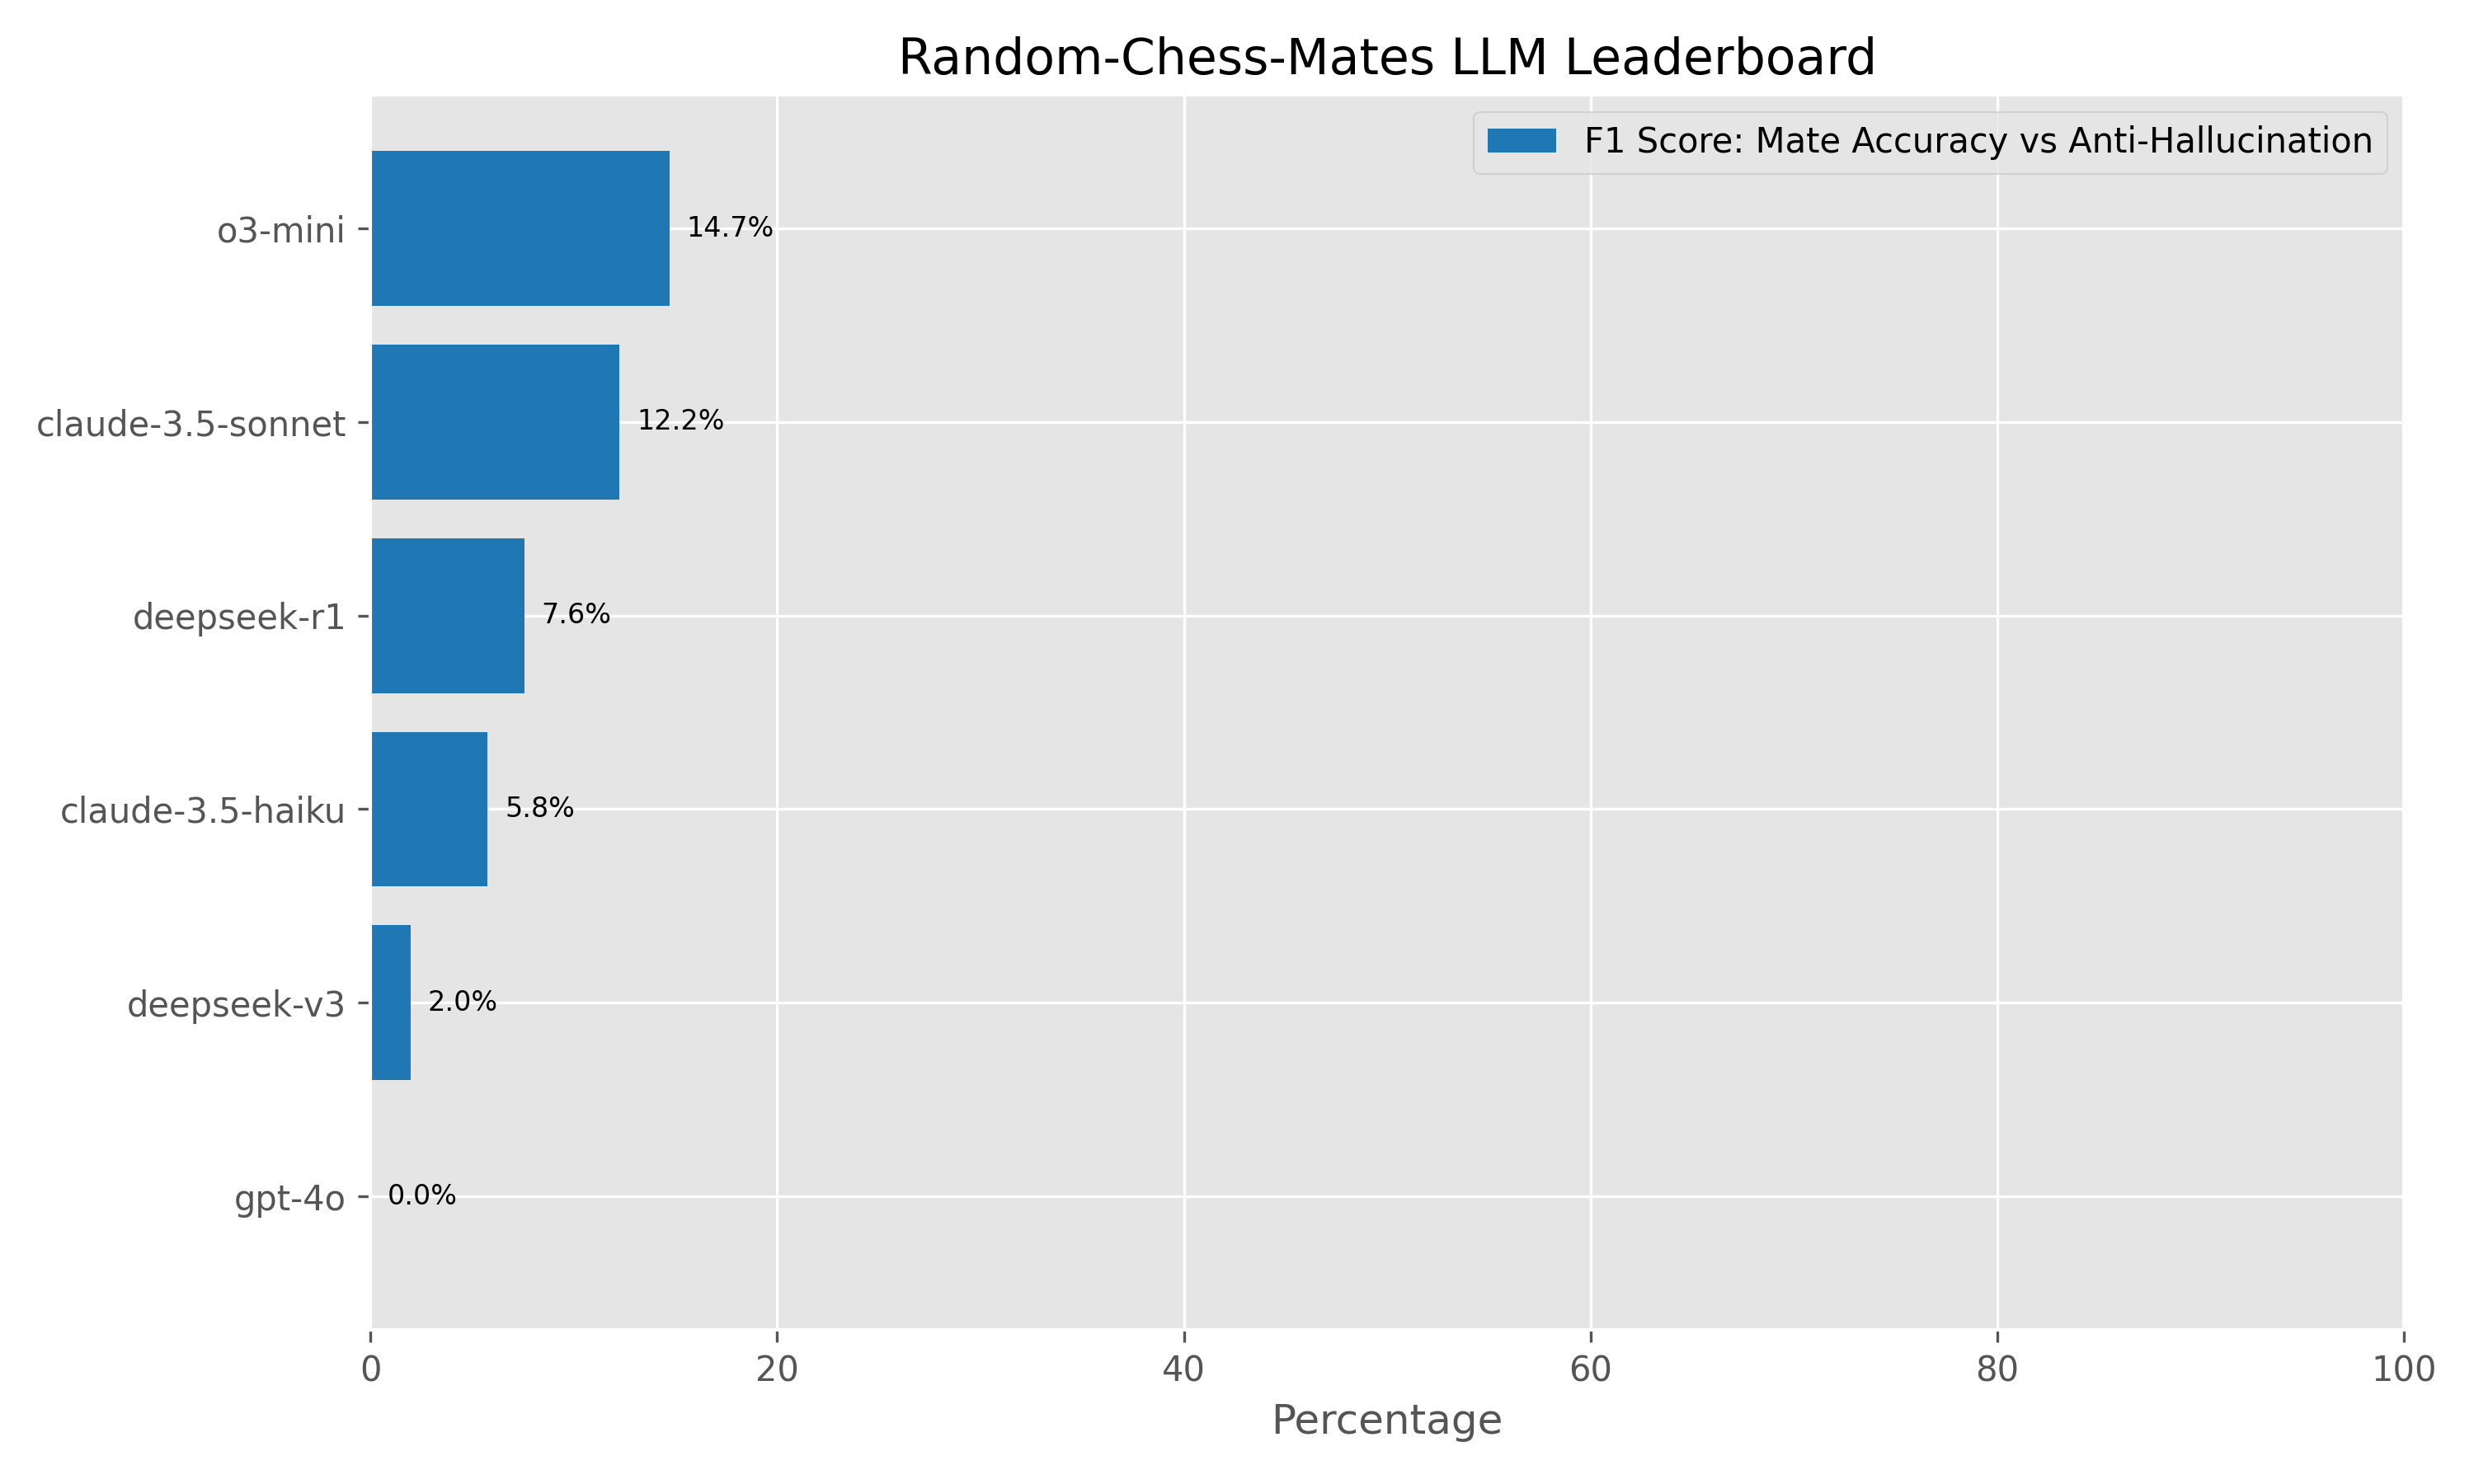 Random-Chess-Mates LLM Leaderboard
F1 Score: Mate Accuracy vs Anti-Hallucination
o3-mini 14.7%
claude-3.5-sonnet 12.2%
deepseek-r1 7.6%
claude-3.5-haiku 5.8%
deepseek-v3 2.0%
gpt-4o 0.0%
0 20 40 60 80 100
Percentage